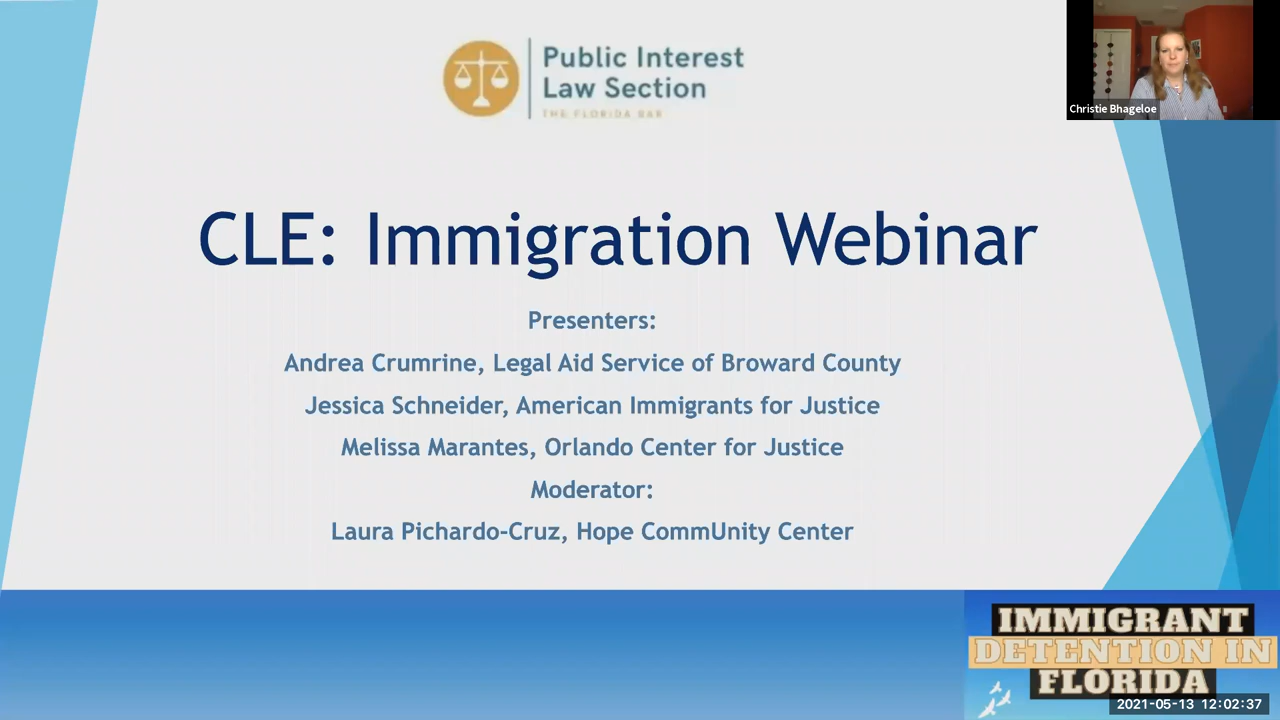 Public Interest
Law Section
THE FLORIDA BAR
Christie Bhageloe
CLE: Immigration Webinar
Presenters:
Andrea Crumrine, Legal Aid Service of Broward County
Jessica Schneider, American Immigrants for Justice
Melissa Marantes, Orlando Center for Justice
Moderator:
Laura Pichardo-Cruz, Hope CommUnity Center
IMMIGRANT
DETENTION IN
FLORIDA
2021-05-13 12:02:37